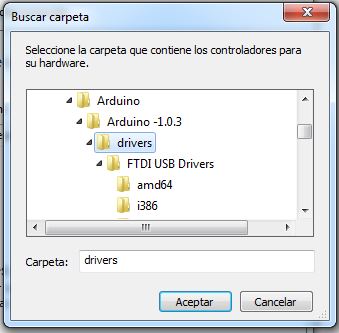 Buscar carpeta
Seleccione la carpeta que contiene los controladores para
su hardware.
Arduino
Arduino -1.0.3
drivers
FTDI USB Drivers
amd64
i386
Carpeta:
drivers
Aceptar
Cancelar